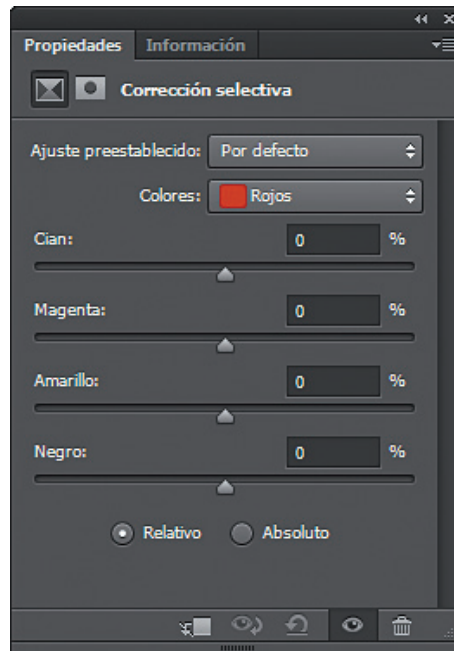 Propiedades Información
Corrección selectiva
Ajuste preestablecido: Por defecto
Colores: Rojos
Cian: 0 %
Magenta: 0 %
Amarillo: 0 %
Negro: 0 %
Relativo Absoluto